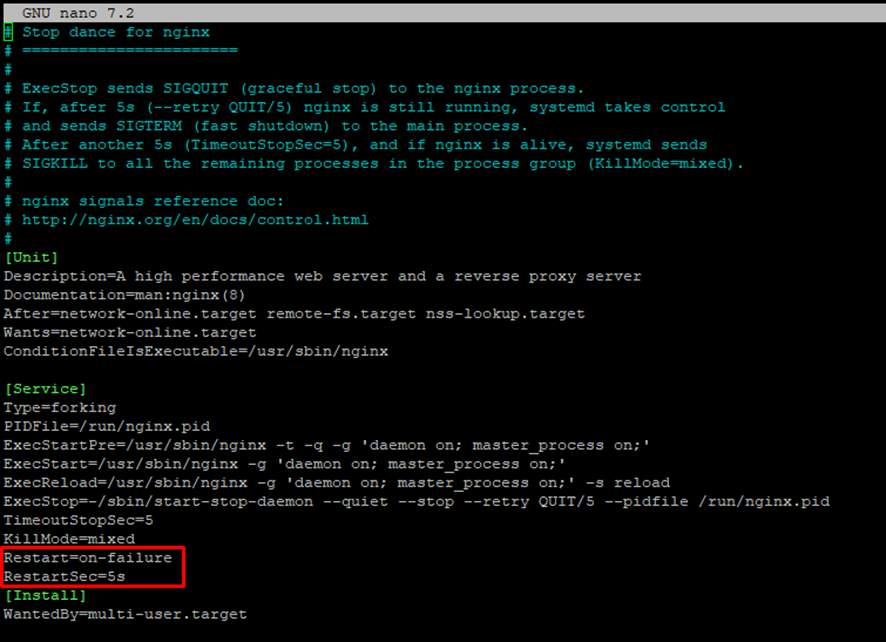 GNU nano 7.2
# Stop dance for nginx
# =======================
#
# ExecStop sends SIGQUIT (graceful stop) to the nginx process.
# If, after 5s (--retry QUIT/5) nginx is still running, systemd takes control
# and sends SIGTERM (fast shutdown) to the main process.
# After another 5s (TimeoutStopSec=5), and if nginx is alive, systemd sends
# SIGKILL to all the remaining processes in the process group (KillMode=mixed).
#
# nginx signals reference doc:
# http://nginx.org/en/docs/control.html
#
[Unit]
Description=A high performance web server and a reverse proxy server
Documentation=man:nginx(8)
After=network-online.target remote-fs.target nss-lookup.target
Wants=network-online.target
ConditionFileIsExecutable=/usr/sbin/nginx

[Service]
Type=forking
PIDFile=/run/nginx.pid
ExecStartPre=/usr/sbin/nginx -t -q -g 'daemon on; master_process on;'
ExecStart=/usr/sbin/nginx -g 'daemon on; master_process on;'
ExecReload=/usr/sbin/nginx -g 'daemon on; master_process on;' -s reload
ExecStop=-/sbin/start-stop-daemon --quiet --stop --retry QUIT/5 --pidfile /run/nginx.pid
TimeoutStopSec=5
KillMode=mixed
Restart=on-failure
RestartSec=5s
[Install]
WantedBy=multi-user.target